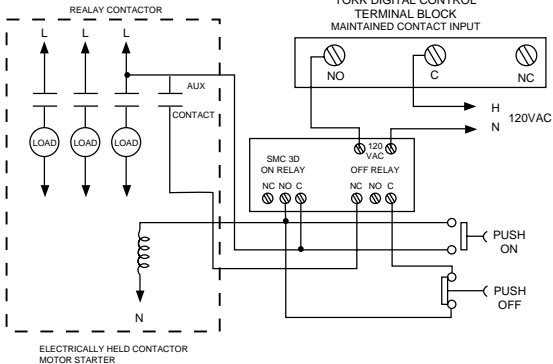 YORK DIGITAL CONTROL
TERMINAL BLOCK
MAINTAINED CONTACT INPUT
REALAY CONTACTOR
L L L
NO C NC
AUX
CONTACT
H
N
120VAC
LOAD LOAD LOAD
120
VAC
SMC 3D
ON RELAY
OFF RELAY
NC NO C NC NO C
PUSH
ON
PUSH
OFF
N
ELECTRICALLY HELD CONTACTOR
MOTOR STARTER